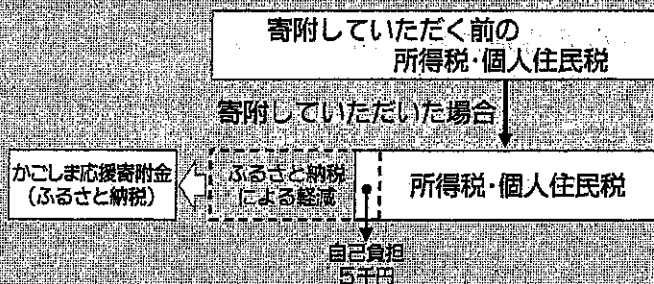 寄附していただく前の
所得税・個人住民税
寄附していただいた場合
かごしま応援寄附金
(ふるさと納税)
ふるさと納税
による軽減
所得税・個人住民税
自己負担
5千円